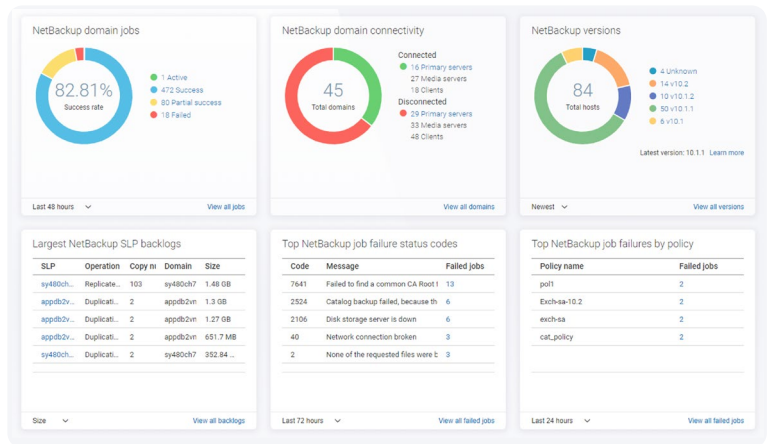 NetBackup domain jobs
82.81%
Success rate
1 Active
472 Success
80 Partial success
18 Failed
Last 48 hours
View all jobs
NetBackup domain connectivity
45
Total domains
Connected
16 Primary servers
27 Media servers
18 Clients
Disconnected
29 Primary servers
33 Media servers
48 Clients
View all domains
NetBackup versions
84
Total hosts
4 Unknown
14 v10.2
10 v10.1.2
50 v10.1.1
6 v10.1
Latest version: 10.1.1 Learn more
Newest
View all versions
Largest NetBackup SLP backlogs
SLP Operation Copy nu Domain Size
sy480ch... Replicate... 103 sy480ch7 1.48 GB
appdb2v... Duplicati... 2 appdb2vn 1.3 GB
appdb2v... Duplicati... 2 appdb2vn 1.27 GB
appdb2v... Duplicati... 2 appdb2vn 651.7 MB
sy480ch... Duplicati... 2 sy480ch7 352.84 ...
Size
View all backlogs
Top NetBackup job failure status codes
Code Message Failed jobs
7641 Failed to find a common CA Root 13
2524 Catalog backup failed, because th 6
2106 Disk storage server is down 6
40 Network connection broken 3
2 None of the requested files were b 3
Last 72 hours
View all failed jobs
Top NetBackup job failures by policy
Policy name Failed jobs
pol1 2
Exch-sa-10.2 2
exch-sa 2
cat_policy 2
Last 24 hours
View all failed jobs